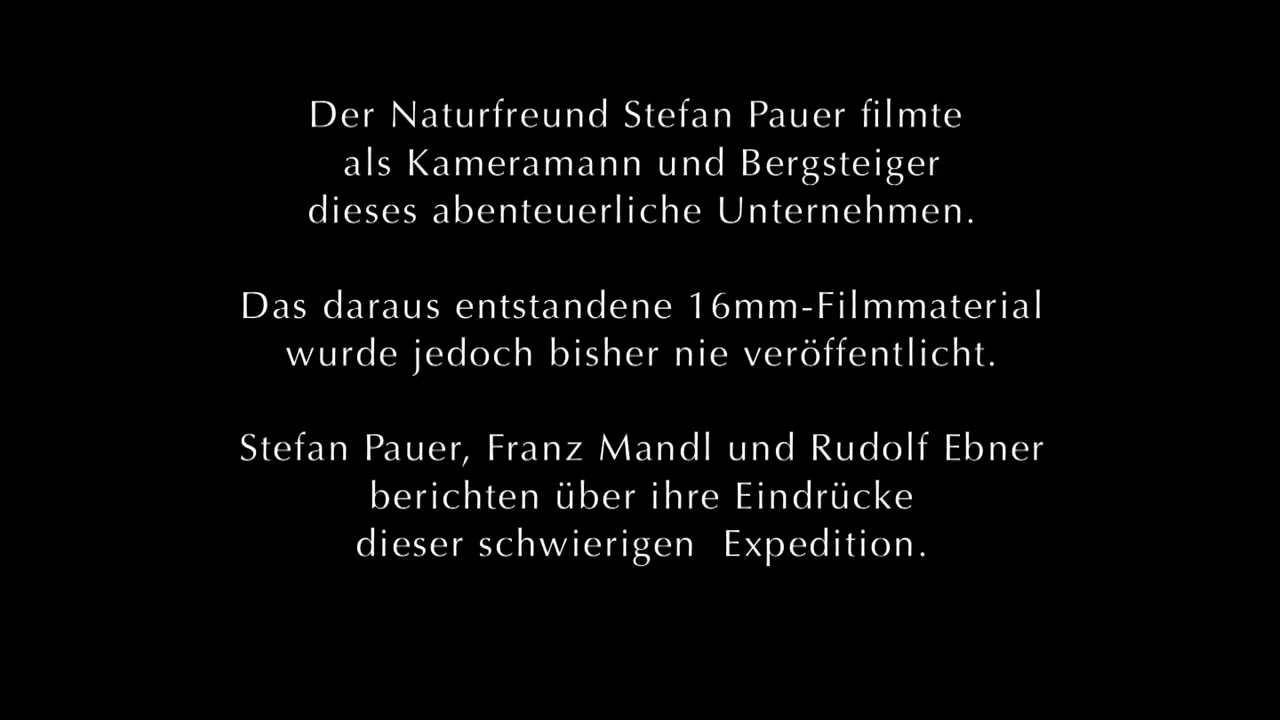 Der Naturfreund Stefan Pauer filmte
als Kameramann und Bergsteiger
dieses abenteuerliche Unternehmen.
Das daraus entstandene 16mm-Filmmaterial
wurde jedoch bisher nie veröffentlicht.
Stefan Pauer, Franz Mandl und Rudolf Ebner
berichten über ihre Eindrücke
dieser schwierigen  Expedition.